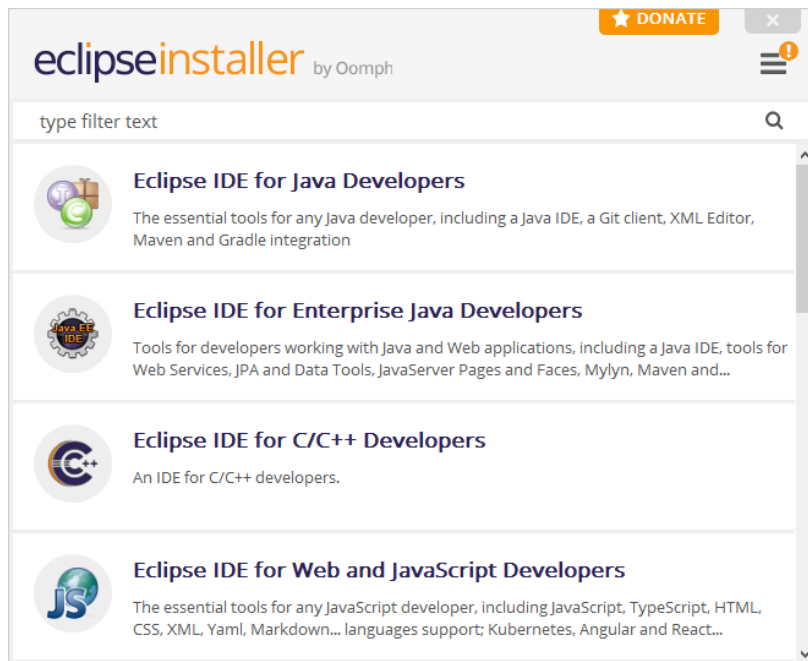 DONATE
eclipseinstaller by Oomph
type filter text
Eclipse IDE for Java Developers
The essential tools for any Java developer, including a Java IDE, a Git client, XML Editor,
Maven and Gradle integration
Java EE
IDE
Eclipse IDE for Enterprise Java Developers
Tools for developers working with Java and Web applications, including a Java IDE, tools for
Web Services, JPA and Data Tools, JavaServer Pages and Faces, Mylyn, Maven and...
C++
Eclipse IDE for C/C++ Developers
An IDE for C/C++ developers.
JS
Eclipse IDE for Web and JavaScript Developers
The essential tools for any JavaScript developer, including JavaScript, TypeScript, HTML,
CSS, XML, Yaml, Markdown... languages support; Kubernetes, Angular and React...